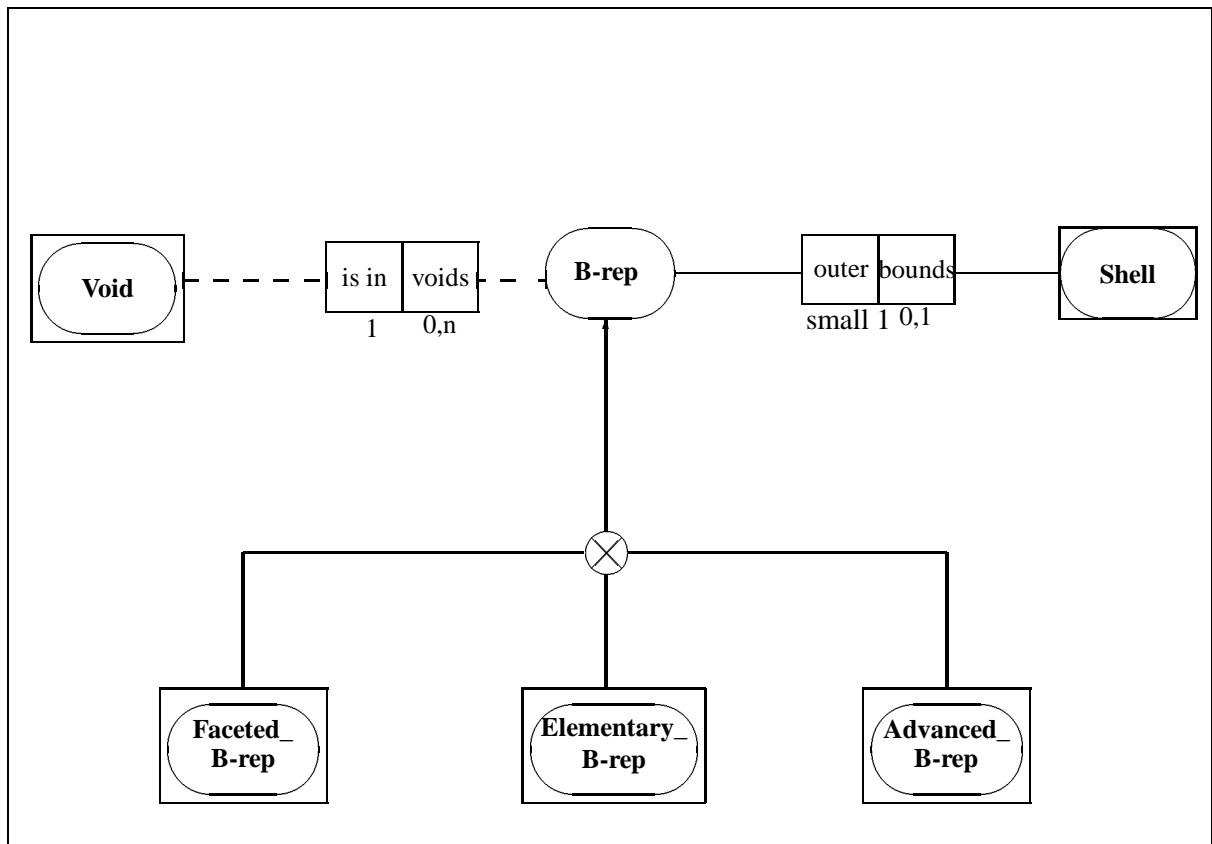 Void
is in
voids
1
0,n
B-rep
outer
bounds
small 1
0,1
Shell
Faceted_
B-rep
Elementary_
B-rep
Advanced_
B-rep